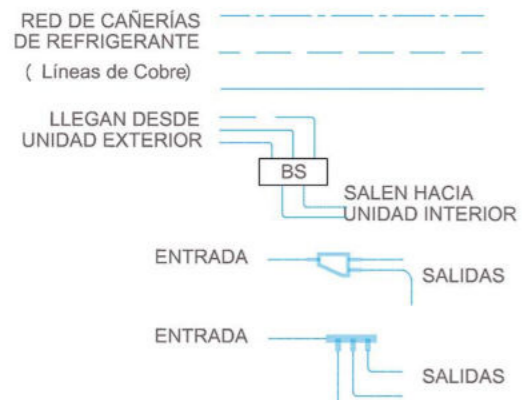 RED DE CAÑERÍAS
DE REFRIGERANTE
( Líneas de Cobre)
LLEGAN DESDE
UNIDAD EXTERIOR
BS
SALEN HACIA
UNIDAD INTERIOR
ENTRADA
SALIDAS
ENTRADA
SALIDAS